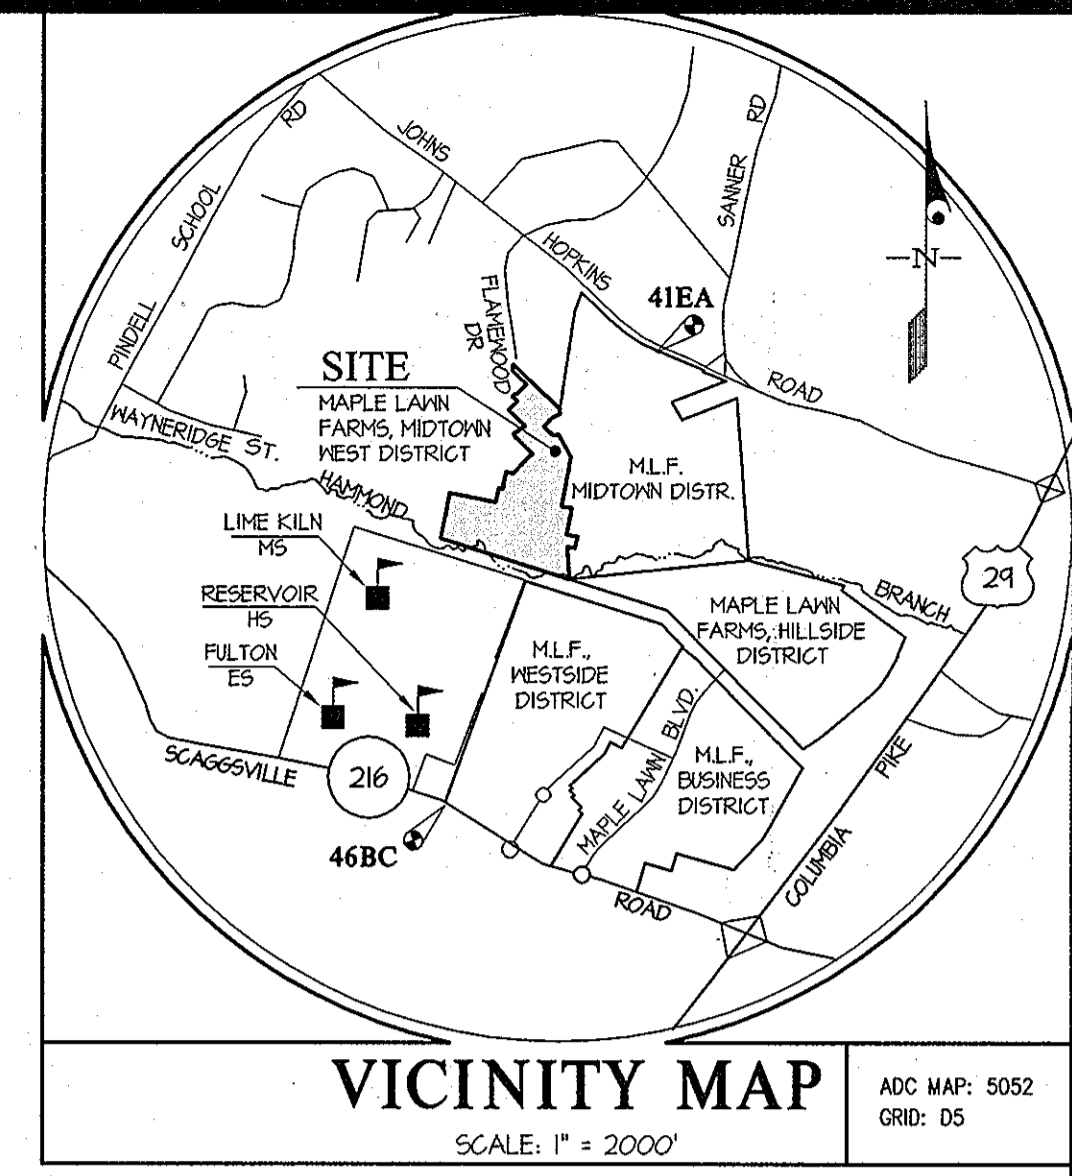 PINDELL SCHOOL RD
JOHNS HOPKINS ROAD
SANNER RD
-N-
FLAMEWOOD
DR
41EA
SITE
MAPLE LAWN
FARMS, MIDTOWN
WEST DISTRICT
WAYNERIDGE ST.
HAMMOND BRANCH
M.L.F.
MIDTOWN DISTR.
LIME KILN
MS
RESERVOIR
HS
FULTON
ES
29
MAPLE LAWN
FARMS, HILLSIDE
DISTRICT
M.L.F.,
WESTSIDE
DISTRICT
MAPLE LAWN BLVD.
M.L.F.,
BUSINESS
DISTRICT
COLUMBIA PIKE
SCAGGSVILLE ROAD
216
46BC
VICINITY MAP
SCALE: 1" = 2000'
ADC MAP: 5052
GRID: D5